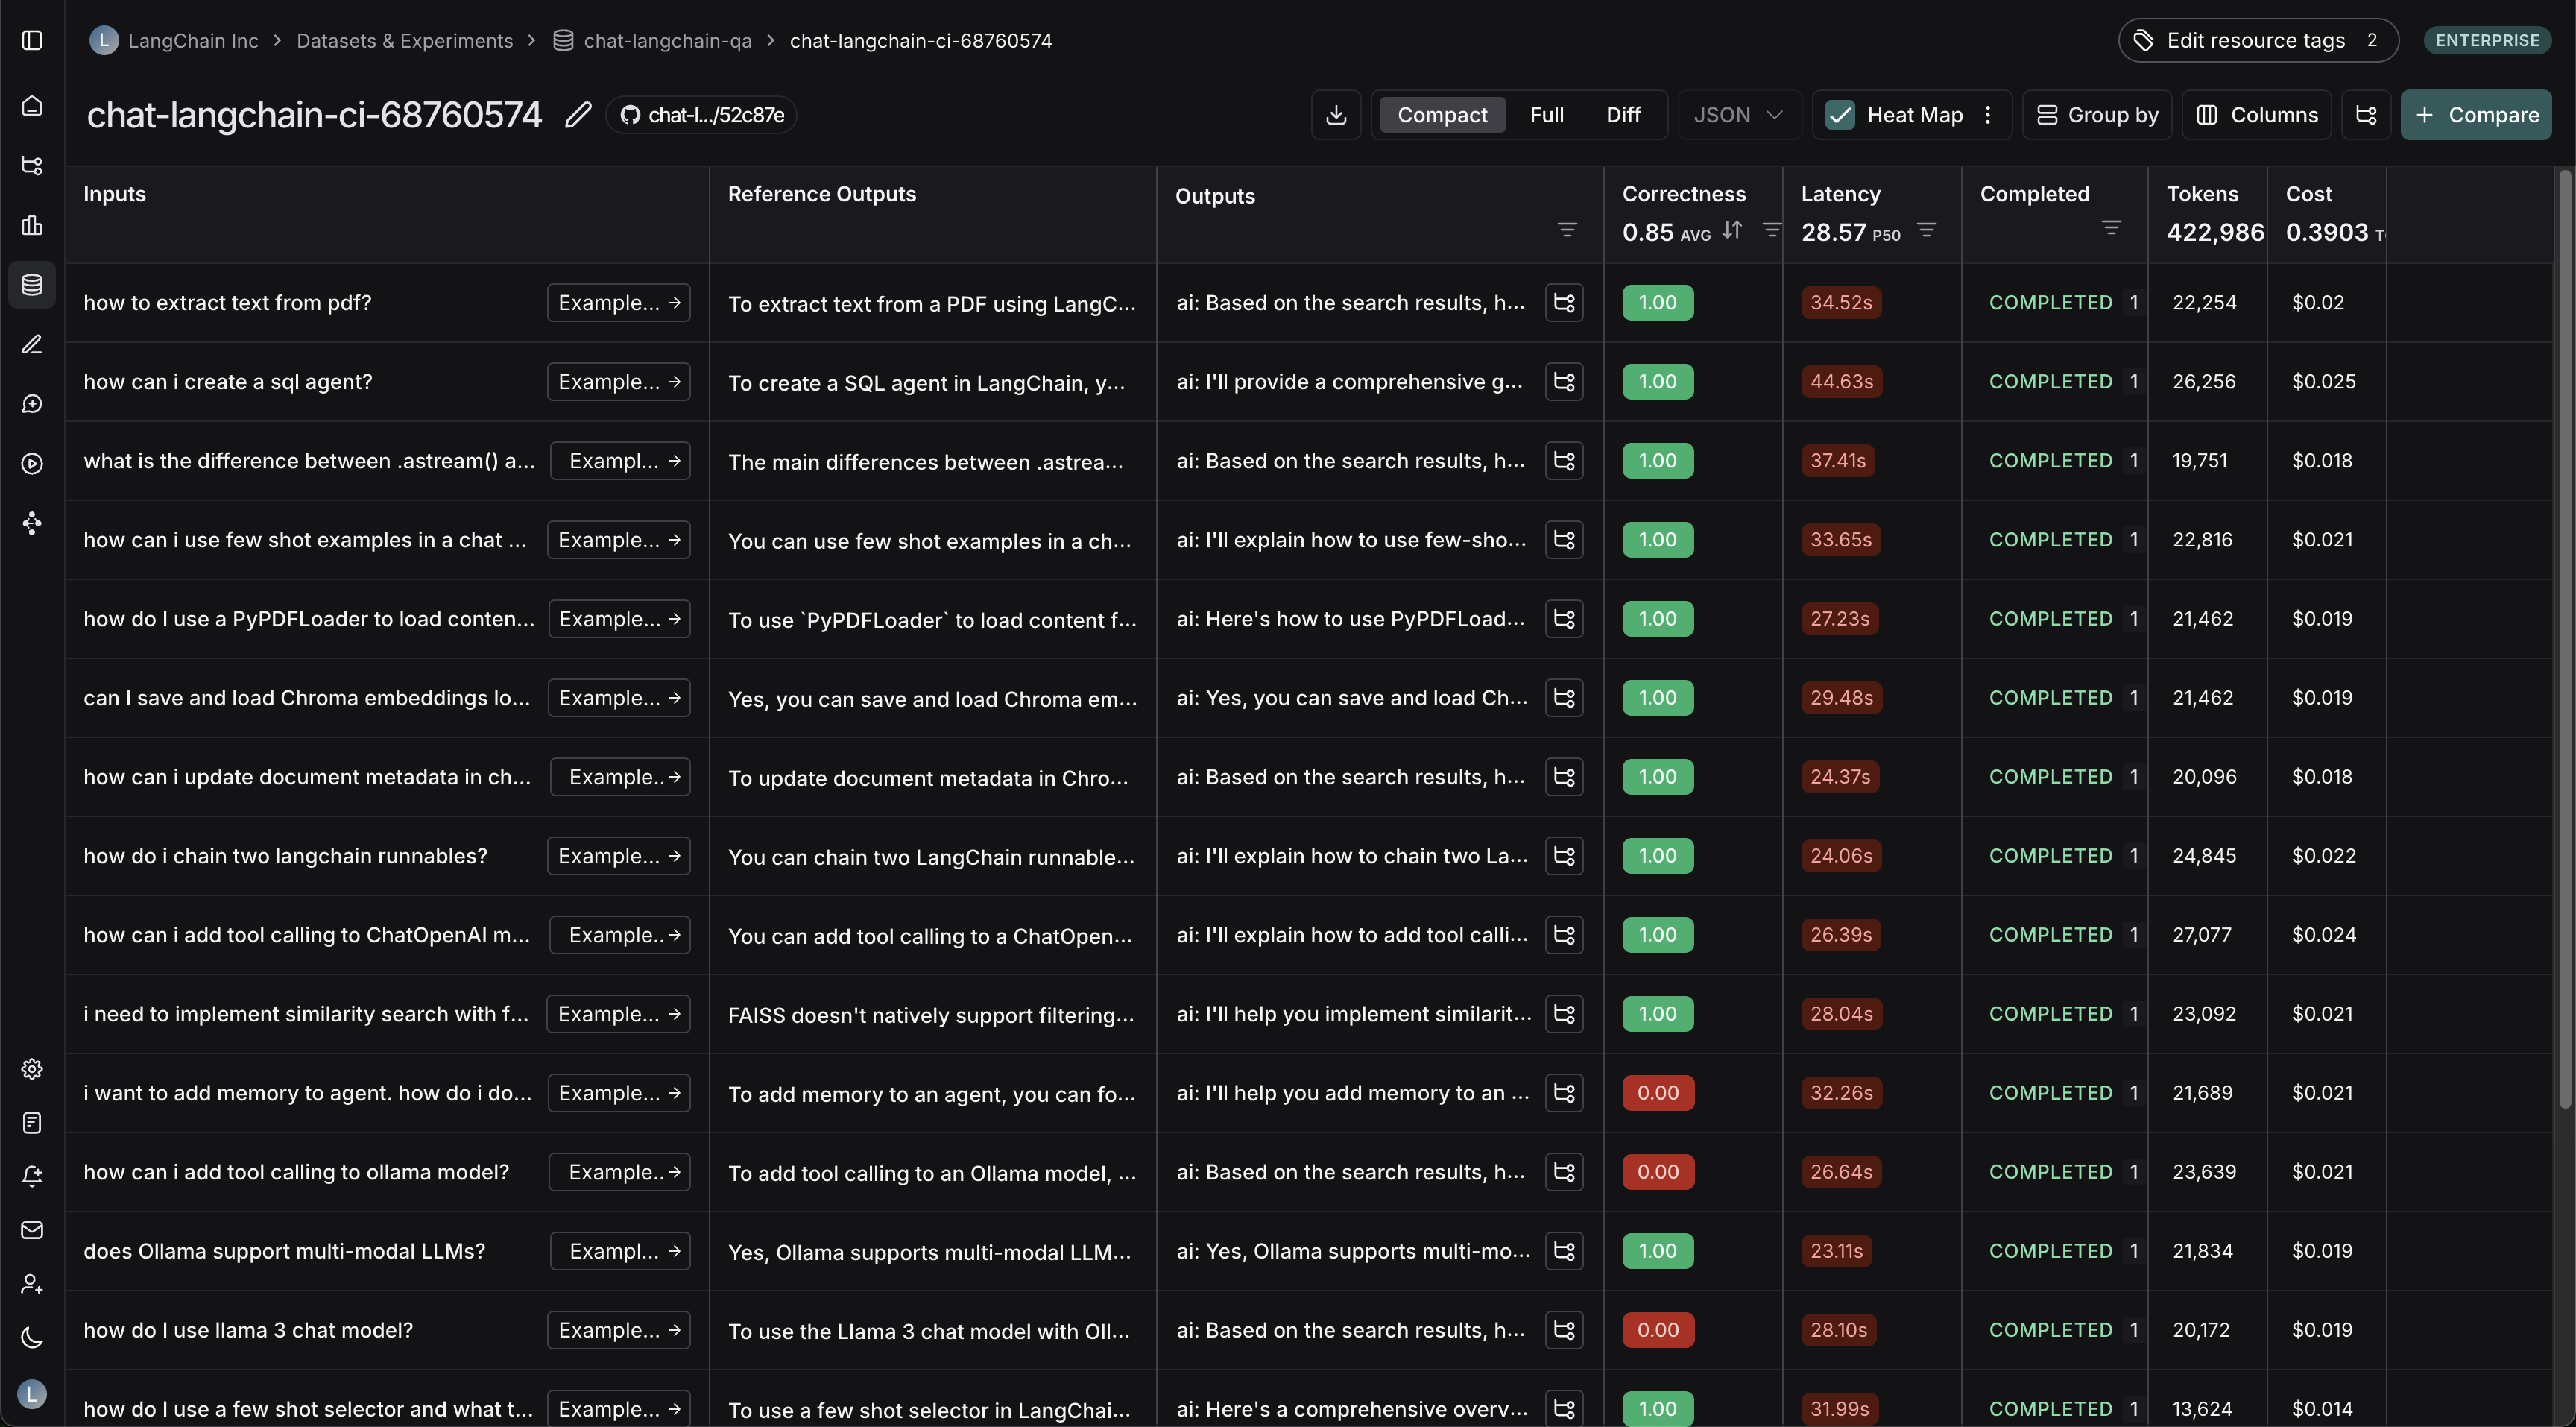 L LangChain Inc > Datasets & Experiments > chat-langchain-qa > chat-langchain-ci-68760574
Edit resource tags 2
ENTERPRISE
chat-langchain-ci-68760574
chat-l.../52c87e
Compact Full Diff
JSON
Heat Map
Group by
Columns
+ Compare
Inputs Reference Outputs Outputs Correctness Latency Completed Tokens Cost
0.85 AVG 28.57 P50 422,986 0.3903
how to extract text from pdf? Example... → To extract text from a PDF using LangC... ai: Based on the search results, h... 1.00 34.52s COMPLETED 1 22,254 $0.02
how can i create a sql agent? Example... → To create a SQL agent in LangChain, y... ai: I'll provide a comprehensive g... 1.00 44.63s COMPLETED 1 26,256 $0.025
what is the difference between .astream() a... Exampl... → The main differences between .astrea... ai: Based on the search results, h... 1.00 37.41s COMPLETED 1 19,751 $0.018
how can i use few shot examples in a chat ... Example... → You can use few shot examples in a ch... ai: I'll explain how to use few-sho... 1.00 33.65s COMPLETED 1 22,816 $0.021
how do I use a PyPDFLoader to load conten... Example... → To use `PyPDFLoader` to load content f... ai: Here's how to use PyPDFLoad... 1.00 27.23s COMPLETED 1 21,462 $0.019
can I save and load Chroma embeddings lo... Example... → Yes, you can save and load Chroma em... ai: Yes, you can save and load Ch... 1.00 29.48s COMPLETED 1 21,462 $0.019
how can i update document metadata in ch... Example.. → To update document metadata in Chro... ai: Based on the search results, h... 1.00 24.37s COMPLETED 1 20,096 $0.018
how do i chain two langchain runnables? Example... → You can chain two LangChain runnable... ai: I'll explain how to chain two La... 1.00 24.06s COMPLETED 1 24,845 $0.022
how can i add tool calling to ChatOpenAI m... Example.. → You can add tool calling to a ChatOpen... ai: I'll explain how to add tool calli... 1.00 26.39s COMPLETED 1 27,077 $0.024
i need to implement similarity search with f... Example... → FAISS doesn't natively support filtering... ai: I'll help you implement similarit... 1.00 28.04s COMPLETED 1 23,092 $0.021
i want to add memory to agent. how do i do... Example... → To add memory to an agent, you can fo... ai: I'll help you add memory to an ... 0.00 32.26s COMPLETED 1 21,689 $0.021
how can i add tool calling to ollama model? Example.. → To add tool calling to an Ollama model, ... ai: Based on the search results, h... 0.00 26.64s COMPLETED 1 23,639 $0.021
does Ollama support multi-modal LLMs? Exampl... → Yes, Ollama supports multi-modal LLM... ai: Yes, Ollama supports multi-mo... 1.00 23.11s COMPLETED 1 21,834 $0.019
how do I use llama 3 chat model? Example... → To use the Llama 3 chat model with Oll... ai: Based on the search results, h... 0.00 28.10s COMPLETED 1 20,172 $0.019
how do I use a few shot selector and what t... Example... → To use a few shot selector in LangChai... ai: Here's a comprehensive overv... 1.00 31.99s COMPLETED 1 13,624 $0.014
L